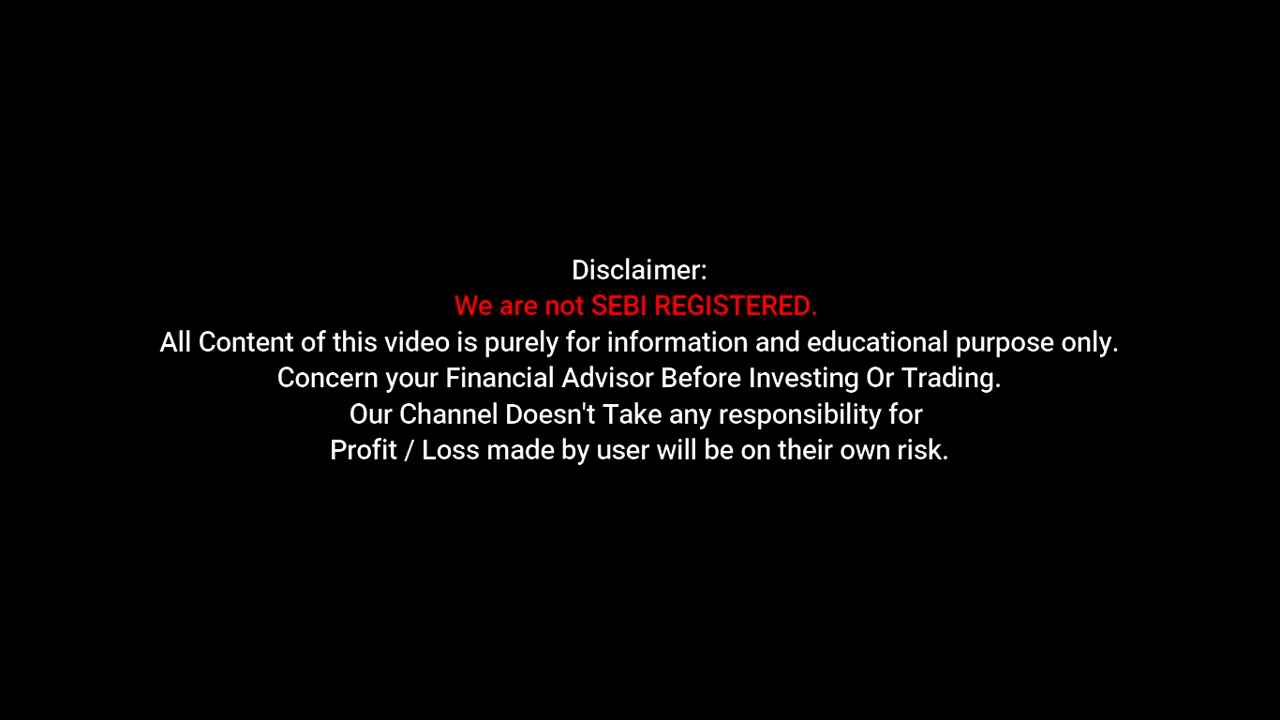 Disclaimer:
We are not SEBI REGISTERED.
All Content of this video is purely for information and educational purpose only.
Concern your Financial Advisor Before Investing Or Trading.
Our Channel Doesn't Take any responsibility for
Profit / Loss made by user will be on their own risk.